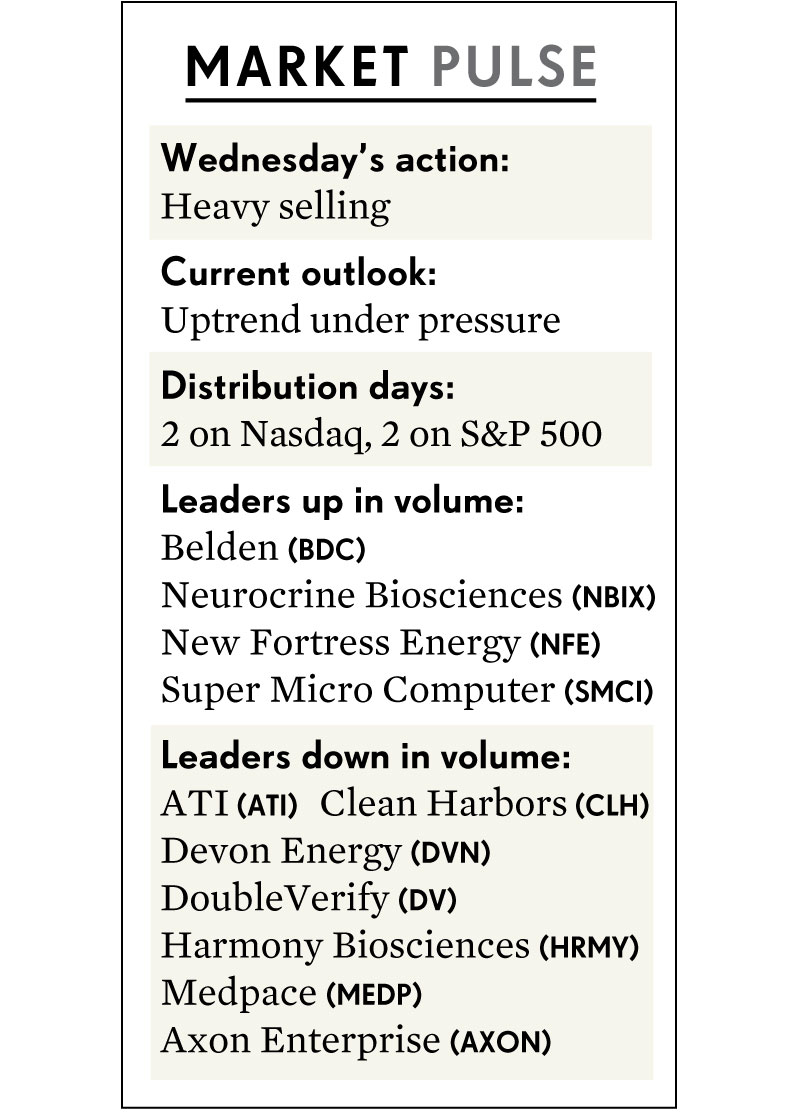 MARKET PULSE
Wednesday’s action:
Heavy selling
Current outlook:
Uptrend under pressure
Distribution days:
2 on Nasdaq, 2 on S&P 500
Leaders up in volume:
Belden (BDC)
Neurocrine Biosciences (NBIX)
New Fortress Energy (NFE)
Super Micro Computer (SMCI)
Leaders down in volume:
ATI (ATI) Clean Harbors (CLH)
Devon Energy (DVN)
DoubleVerify (DV)
Harmony Biosciences (HRMY)
Medpace (MEDP)
Axon Enterprise (AXON)